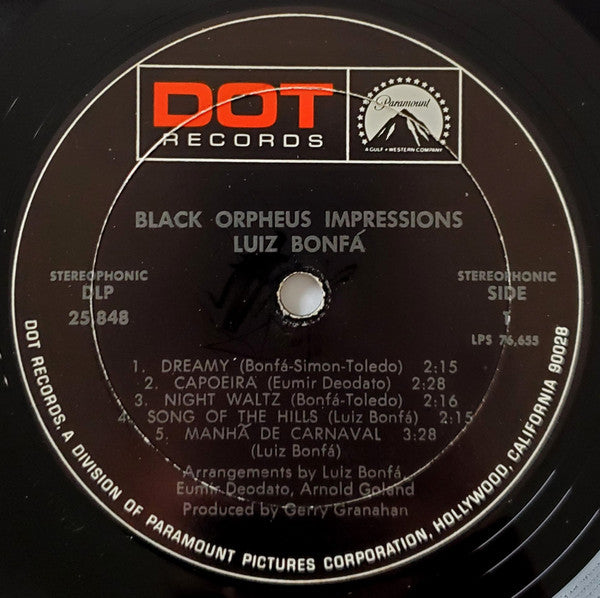 DOT
RECORDS
Paramount
A GULF + WESTERN COMPANY
BLACK ORPHEUS IMPRESSIONS
LUIZ BONFÁ
STEREOPHONIC
DLP
25,848
STEREOPHONIC
SIDE
1
LPS 76,655
1. DREAMY (Bonfá-Simon-Toledo) 2:15
2. CAPOEIRA (Eumir Deodato) 2:28
3. NIGHT WALTZ (Bonfá-Toledo) 2:16
4. SONG OF THE HILLS (Luiz Bonfá) 2:15
5. MANHÃ DE CARNAVAL 3:28
(Luiz Bonfá)
Arrangements by Luiz Bonfá,
Eumir Deodato, Arnold Goland
Produced by Gerry Granahan
DOT RECORDS, A DIVISION OF PARAMOUNT PICTURES CORPORATION, HOLLYWOOD, CALIFORNIA 90028